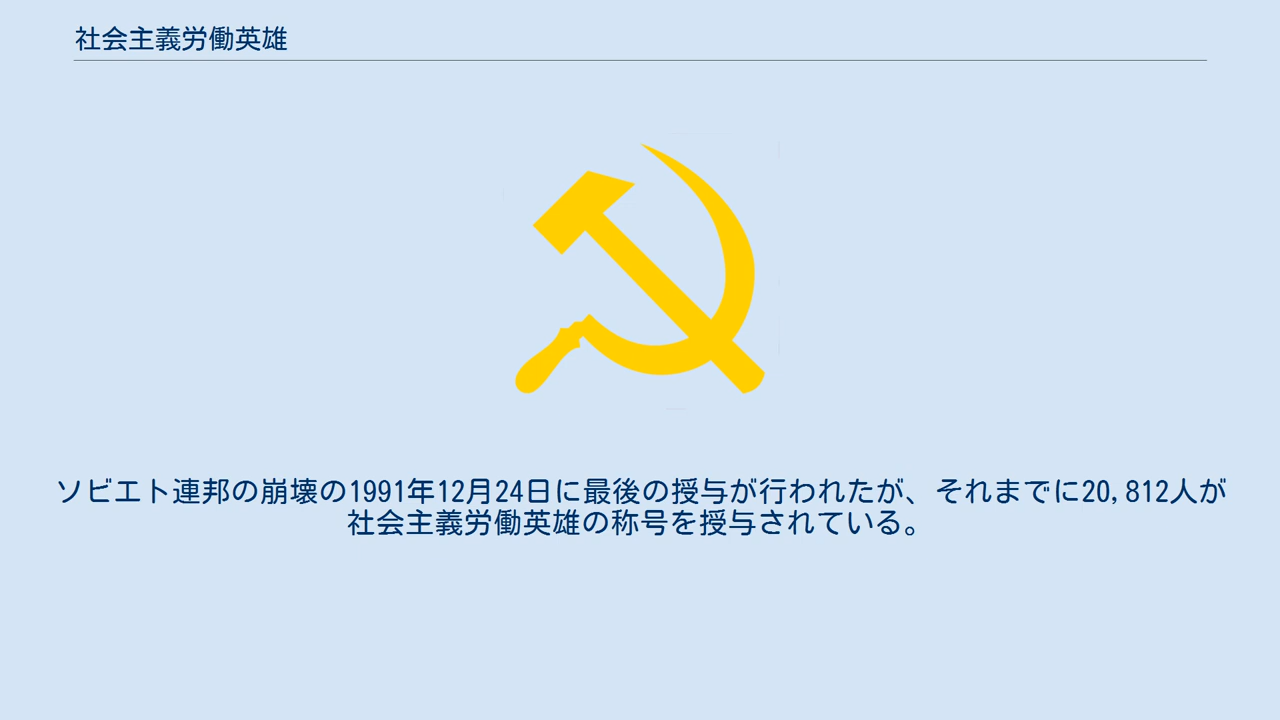 社会主義労働英雄
ソビエト連邦の崩壊の1991年12月24日に最後の授与が行われたが、それまでに20,812人が
社会主義労働英雄の称号を授与されている。